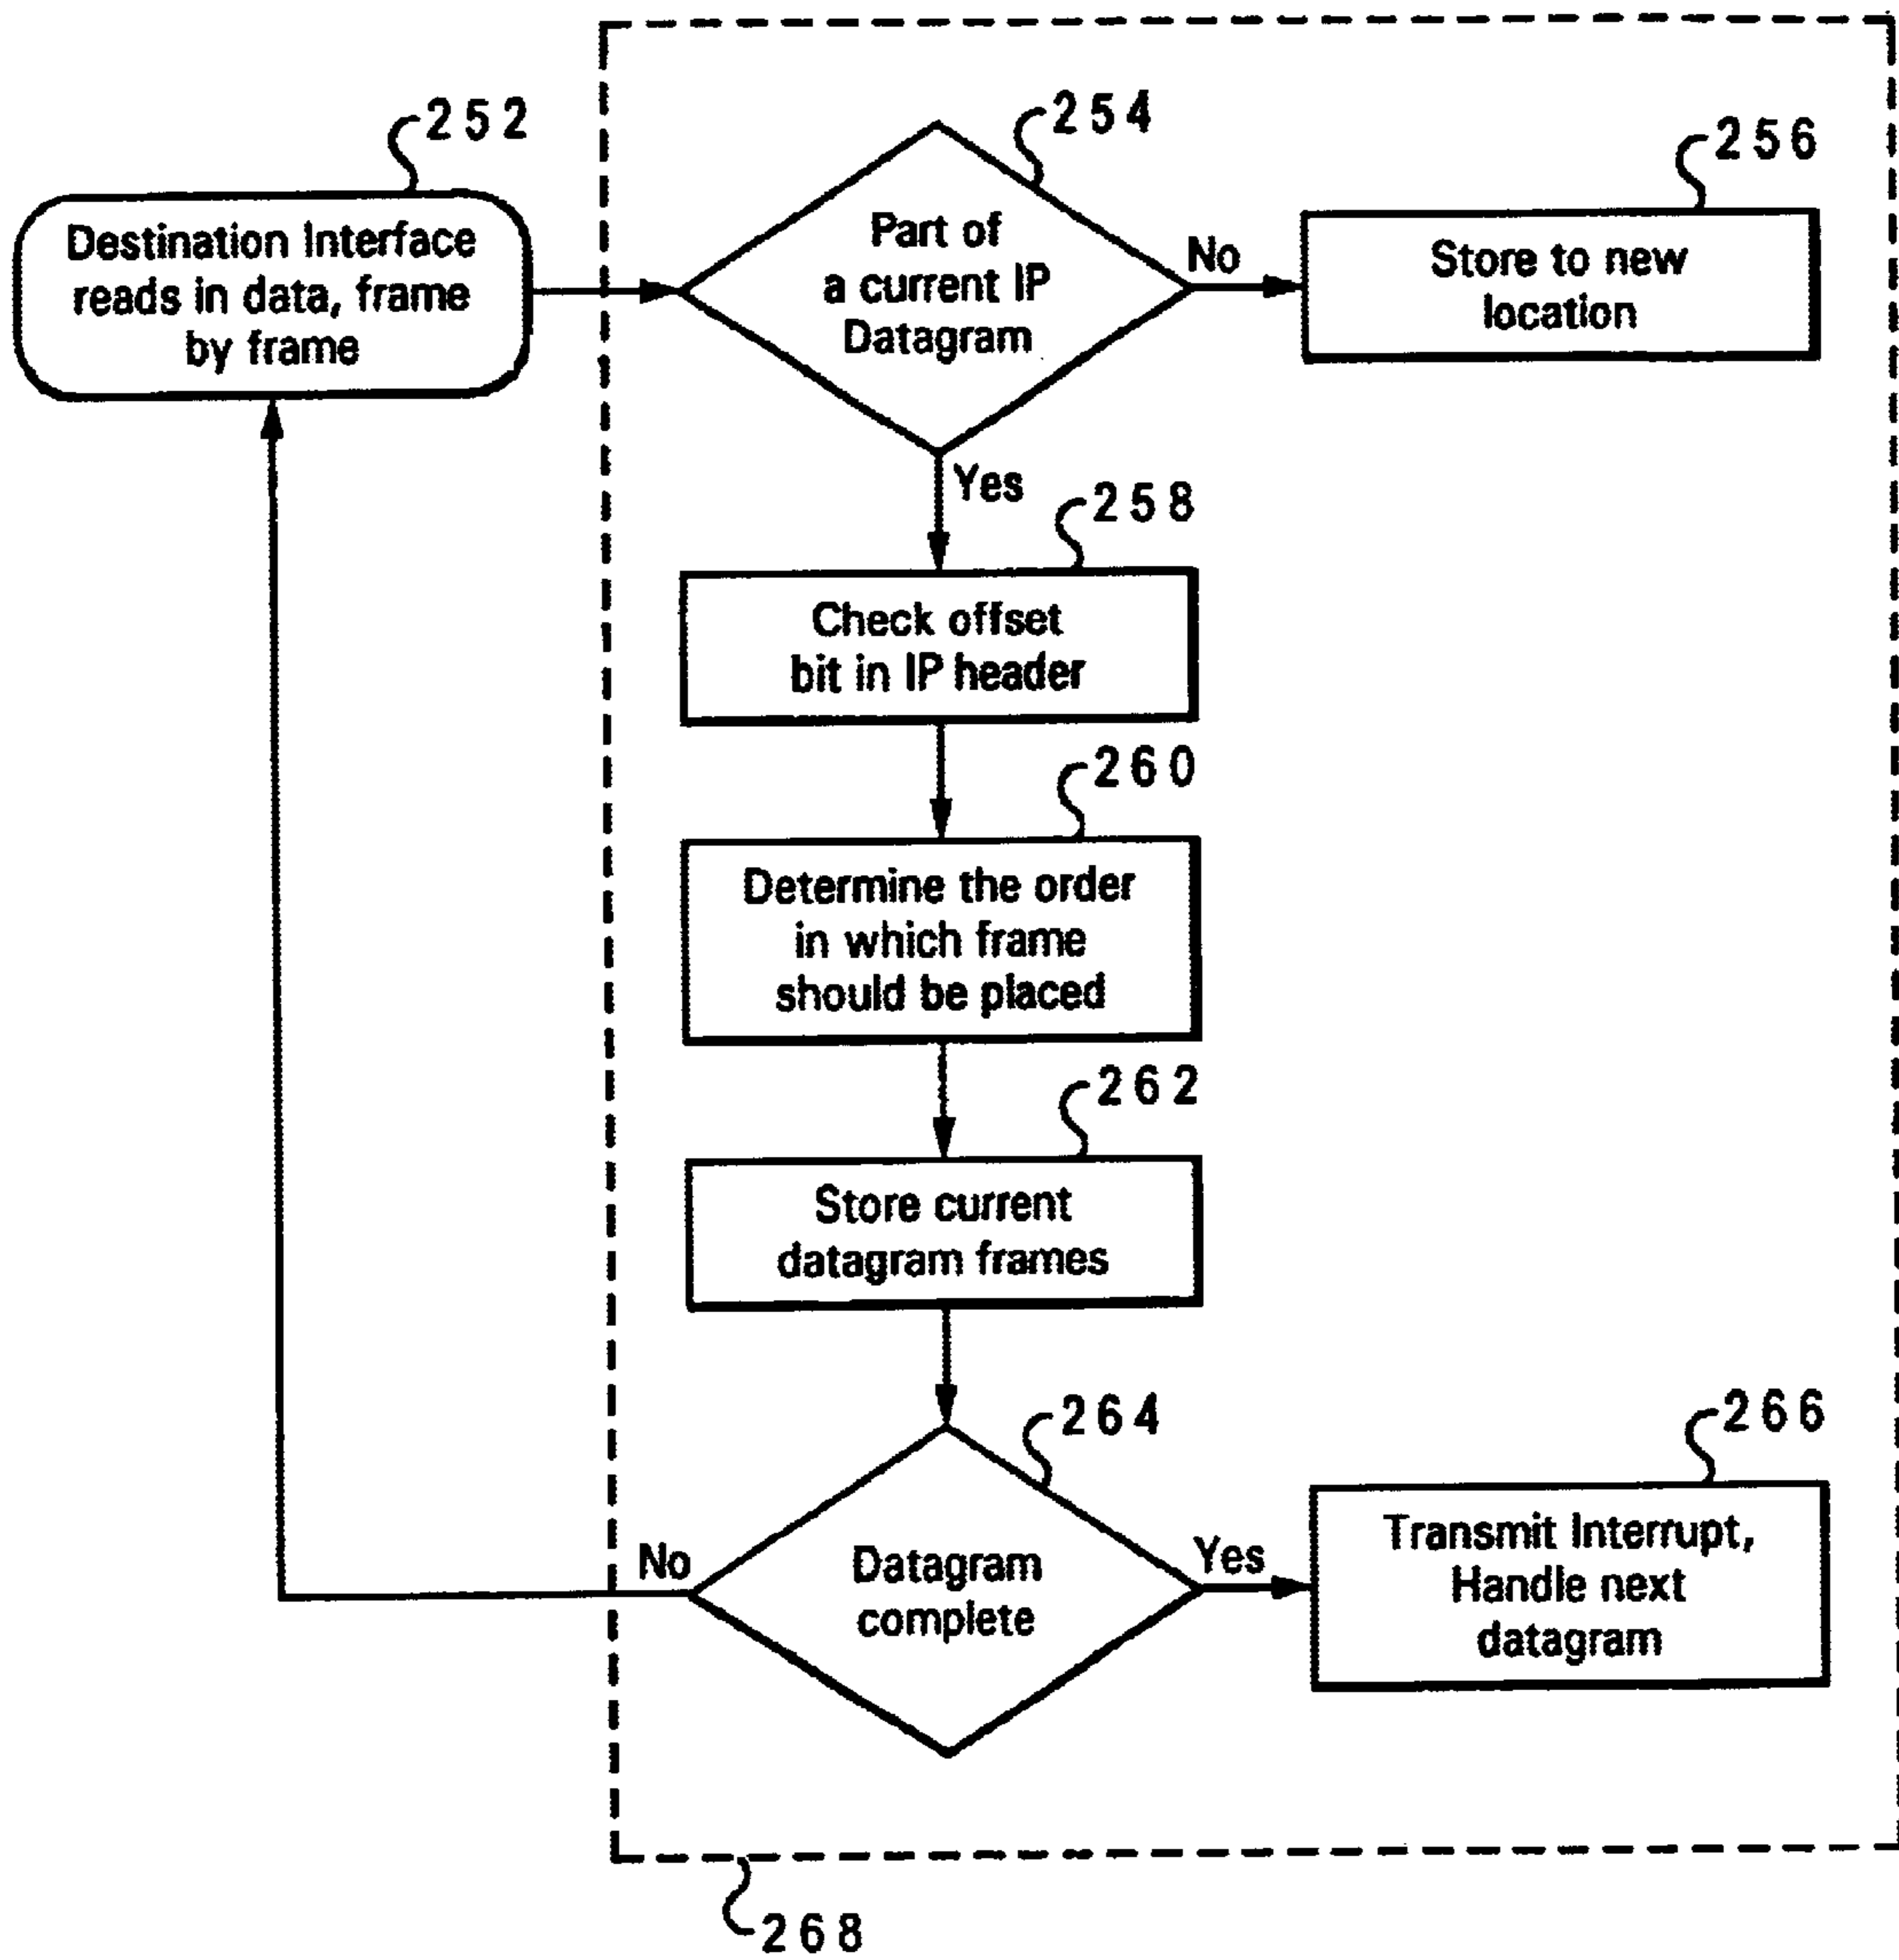 252
Destination Interface
reads in data, frame
by frame
254
Part of
a current IP
Datagram
No
256
Store to new
location
Yes
258
Check offset
bit in IP header
260
Determine the order
in which frame
should be placed
262
Store current
datagram frames
264
Datagram
complete
No
Yes
266
Transmit Interrupt,
Handle next
datagram
268